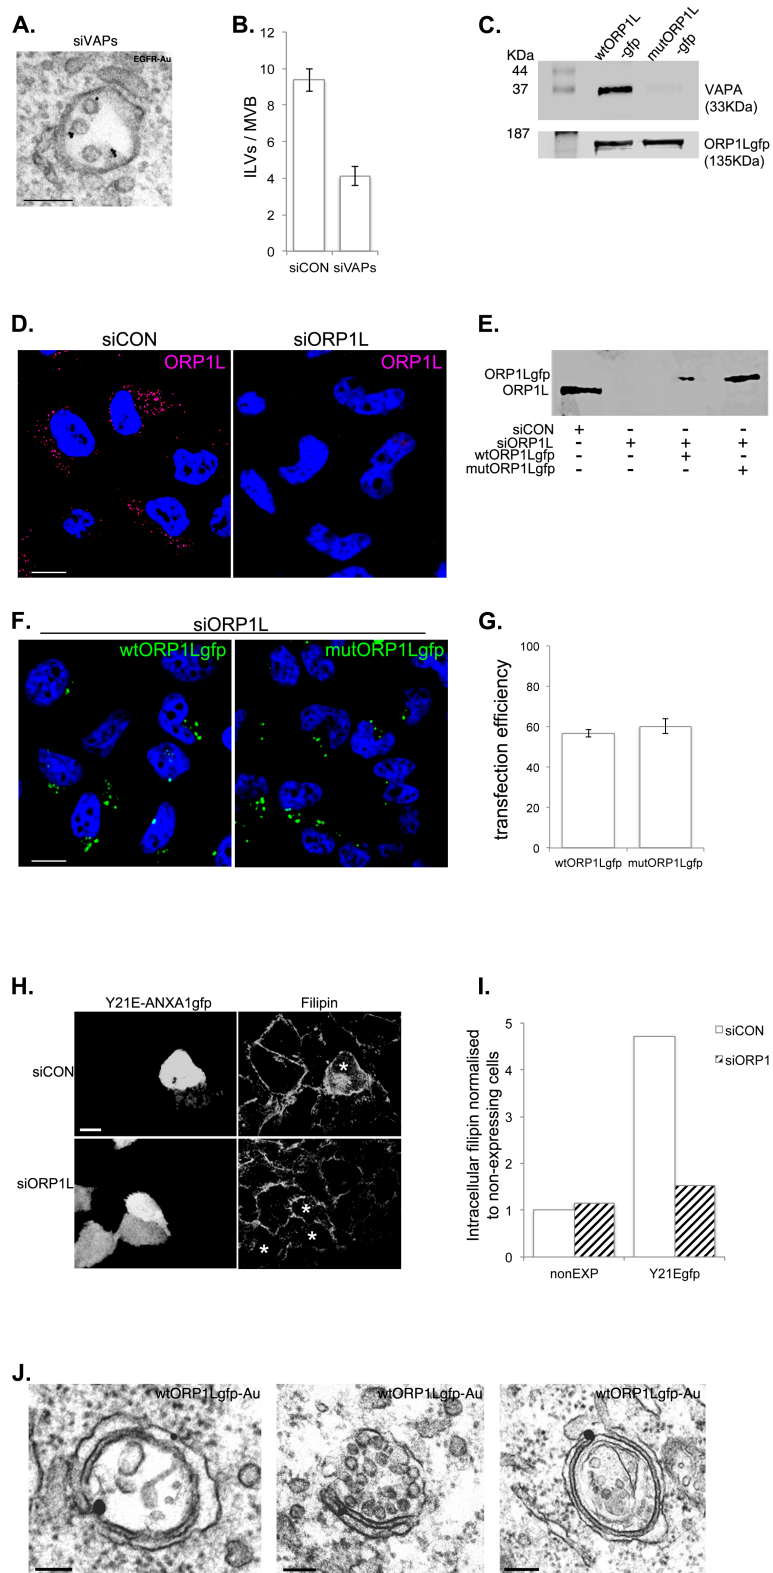 A.
siVAPs
EGFR-Au
B.
12
10
8
6
4
2
0
ILVs / MVB
siCON siVAPs
C.
KDa
wtORP1L
-gfp
mutORP1L
-gfp
44
37
VAPA
(33KDa)
187
ORP1Lgfp
(135KDa)
D.
siCON
siORP1L
ORP1L
ORP1L
E.
ORP1Lgfp
ORP1L
siCON + - - -
siORP1L - + + +
wtORP1Lgfp - - + -
mutORP1Lgfp - - - +
F.
siORP1L
wtORP1Lgfp
mutORP1Lgfp
G.
100
80
60
40
20
0
transfection efficiency
wtORP1Lgfp mutORP1Lgfp
H.
Y21E-ANXA1gfp
Filipin
siCON
*
siORP1L
*
*
*
I.
5
4
3
2
1
0
Intracellular filipin normalised
to non-expressing cells
siCON
siORP1
nonEXP
Y21Egfp
J.
wtORP1Lgfp-Au
wtORP1Lgfp-Au
wtORP1Lgfp-Au